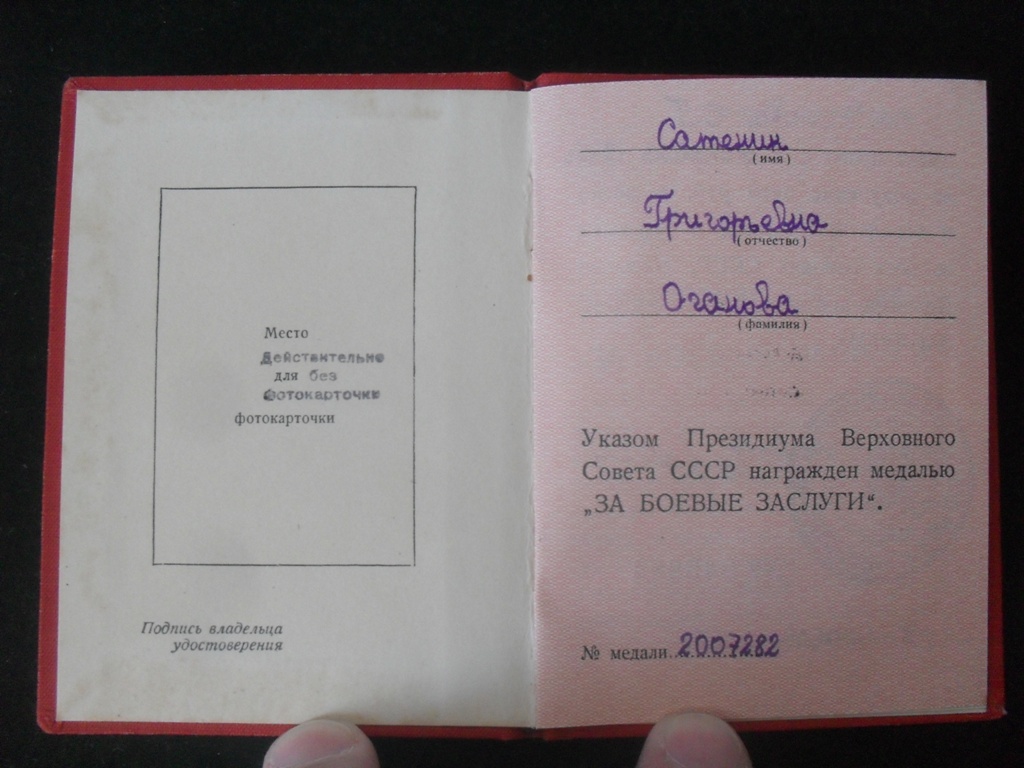 Место
Действительно
для без
фотокарточки
фотокарточки
Подпись владельца
удостоверения
Сатеник
(имя)
Григорьевна
(отчество)
Оганова
(фамилия)
Указом Президиума Верховного
Совета СССР награжден медалью
„ЗА БОЕВЫЕ ЗАСЛУГИ“.
№ медали 2007282